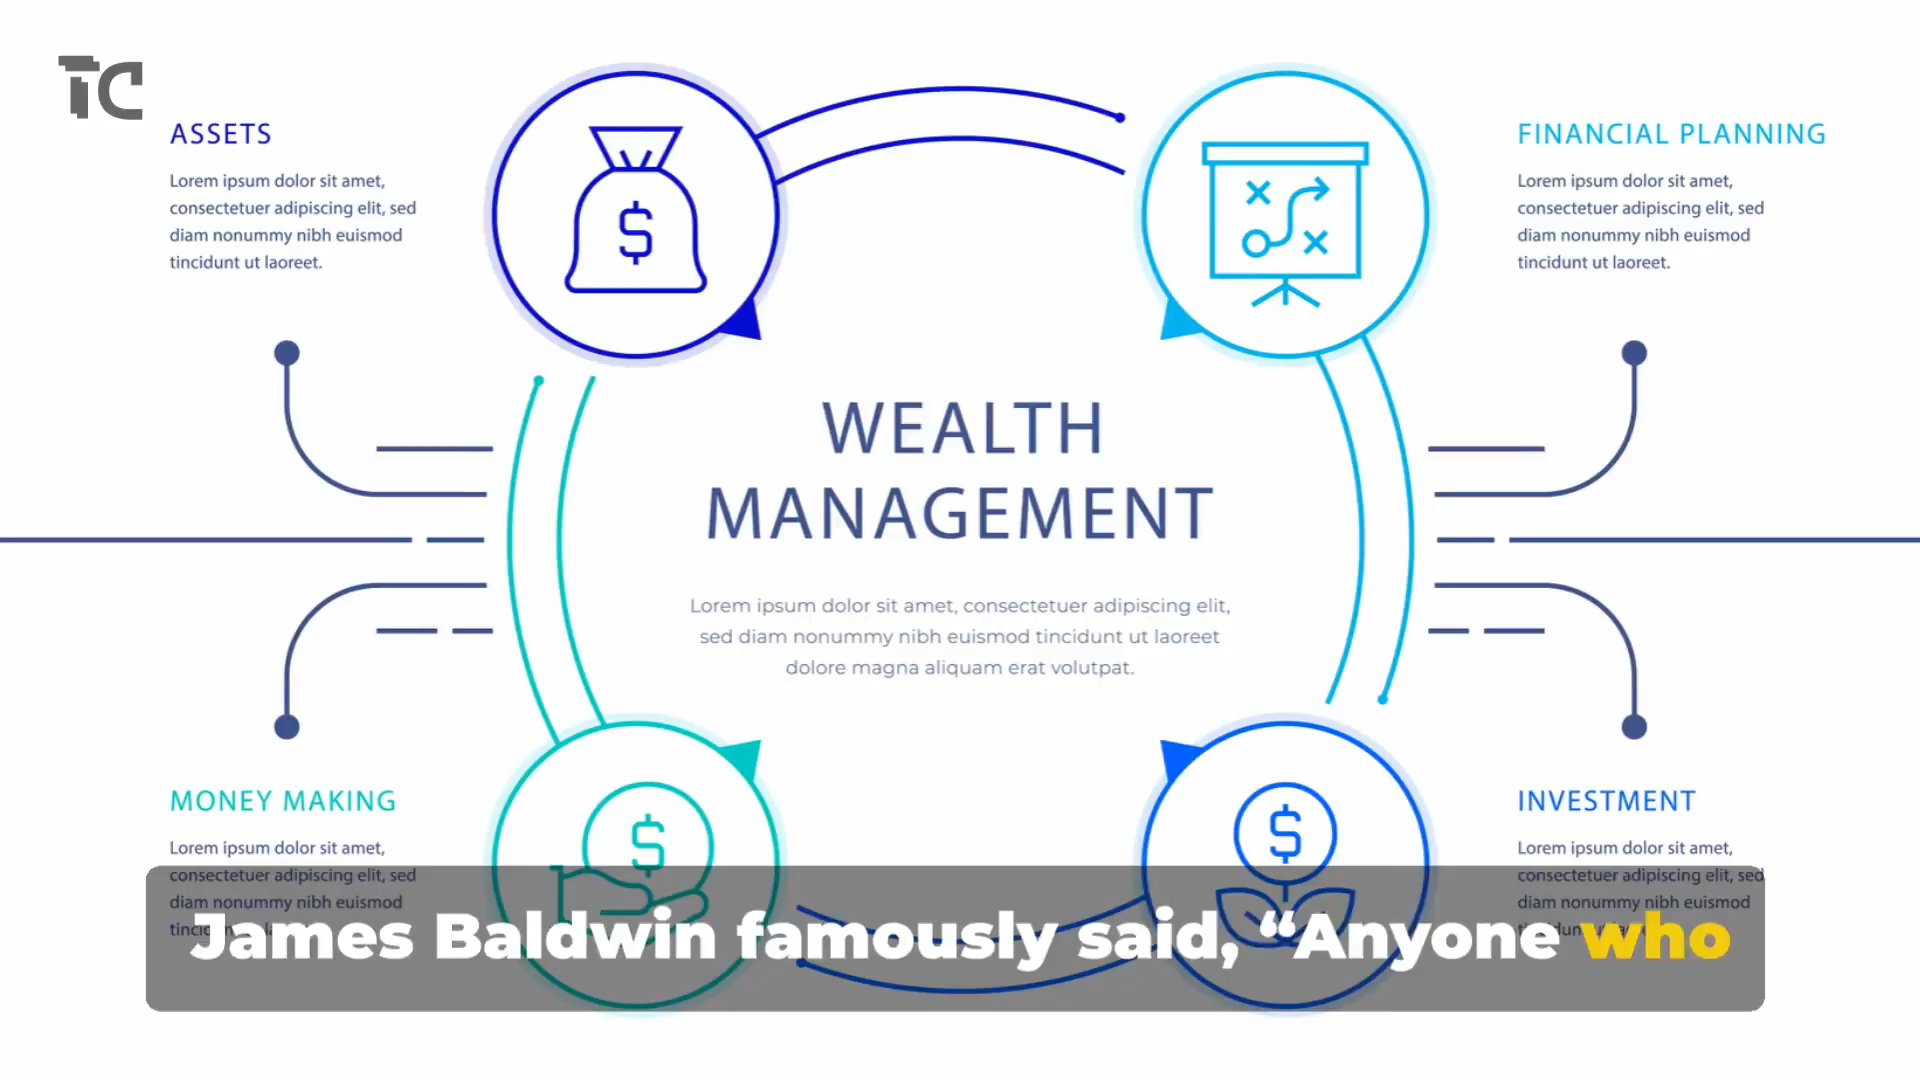 TC
ASSETS
Lorem ipsum dolor sit amet,
consectetuer adipiscing elit, sed
diam nonummy nibh euismod
tincidunt ut laoreet.
FINANCIAL PLANNING
Lorem ipsum dolor sit amet,
consectetuer adipiscing elit, sed
diam nonummy nibh euismod
tincidunt ut laoreet.
WEALTH
MANAGEMENT
Lorem ipsum dolor sit amet, consectetuer adipiscing elit,
sed diam nonummy nibh euismod tincidunt ut laoreet
dolore magna aliquam erat volutpat.
MONEY MAKING
Lorem ipsum dolor sit amet,
consectetuer adipiscing elit, sed
diam nonummy nibh euismod
INVESTMENT
Lorem ipsum dolor sit amet,
consectetuer adipiscing elit, sed
diam nonummy nibh euismod
James Baldwin famously said, “Anyone who